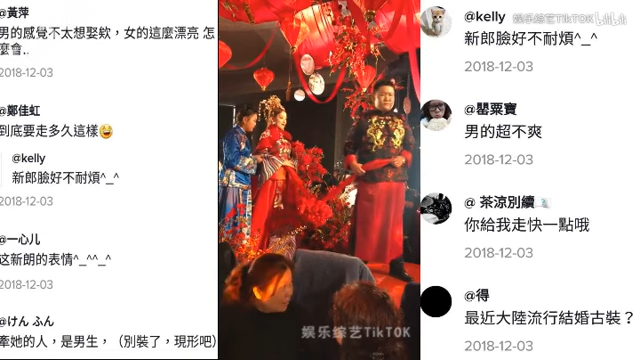 @黃萍
男的感覺不太想娶欸，女的這麼漂亮 怎
麼會..
2018-12-03
@鄭佳虹
到底要走多久這樣😅
2018-12-03
@kelly
新郎臉好不耐煩^_^
2018-12-03
@一心儿
这新朗的表情^_^^_^
2018-12-03
@けん ふん
牽她的人，是男生，（別裝了，現形吧）
娱乐综艺TikTOK
娱乐综艺TikTOK
@kelly
新郎臉好不耐煩^_^
2018-12-03
@罌粟寶
男的超不爽
2018-12-03
@ 茶涼別續
你給我走快一點哦
2018-12-03
@得
最近大陸流行結婚古裝？
2018-12-03